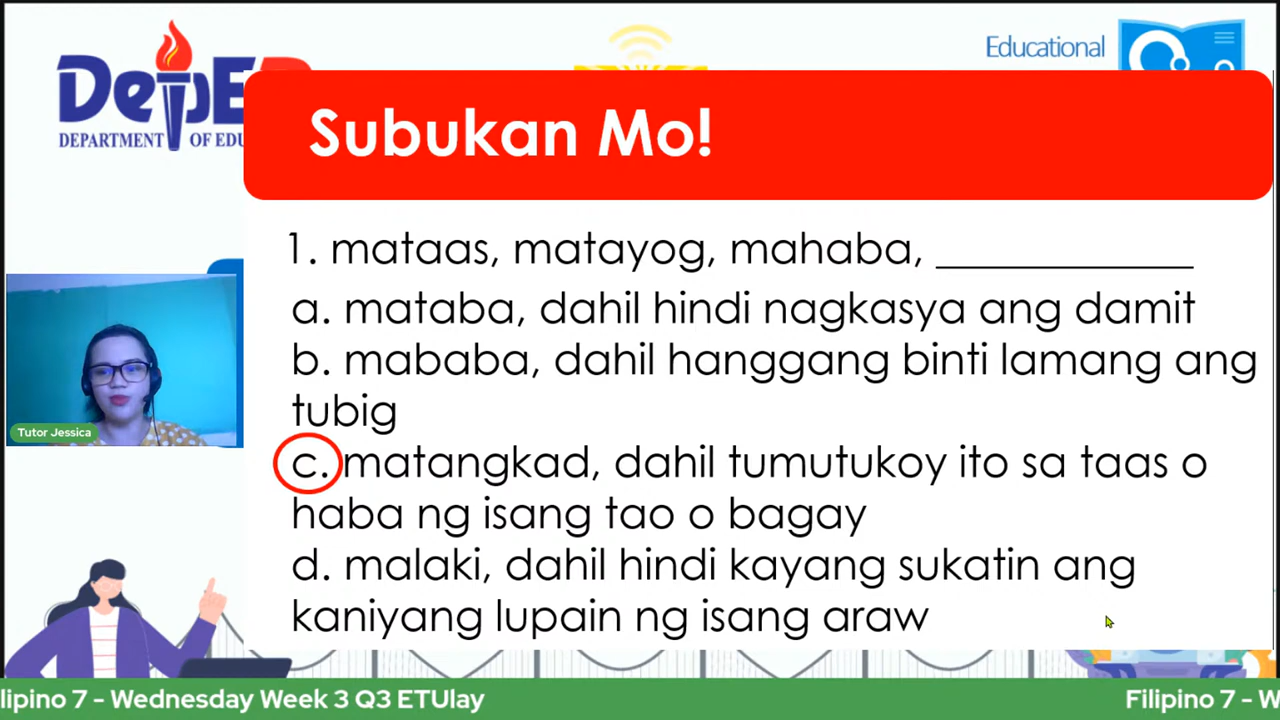 DepE
DEPARTMENT OF EDU
Educational
Subukan Mo!
1. mataas, matayog, mahaba, ____________
a. mataba, dahil hindi nagkasya ang damit
b. mababa, dahil hanggang binti lamang ang
tubig
c. matangkad, dahil tumutukoy ito sa taas o
haba ng isang tao o bagay
d. malaki, dahil hindi kayang sukatin ang
kaniyang lupain ng isang araw
Tutor Jessica
ilipino 7 - Wednesday Week 3 Q3 ETUlay
Filipino 7 - W